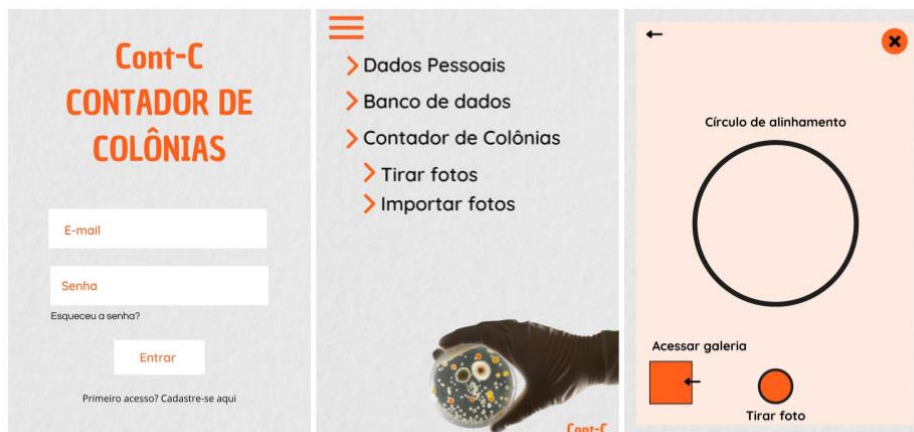 Cont-C
CONTADOR DE
COLÔNIAS
E-mail
Senha
Esqueceu a senha?
Entrar
Primeiro acesso? Cadastre-se aqui
Dados Pessoais
Banco de dados
Contador de Colônias
Tirar fotos
Importar fotos
Cont-C
Círculo de alinhamento
Acessar galeria
Tirar foto